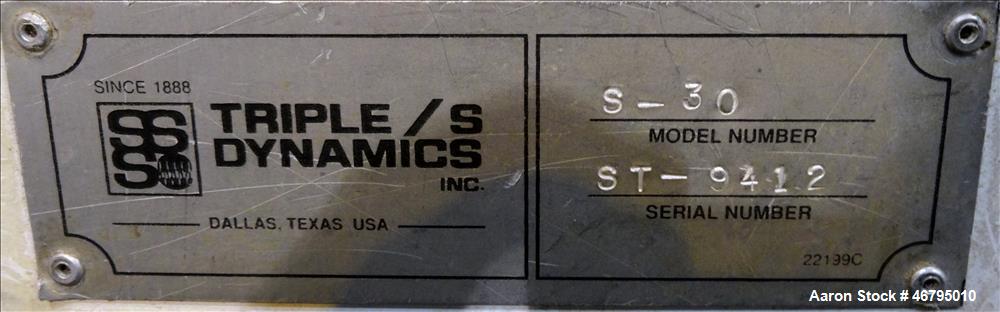 SINCE 1888
SSS
TRIPLE / S
DYNAMICS
INC.
DALLAS, TEXAS USA
S-30
MODEL NUMBER
ST-9412
SERIAL NUMBER
22199C
Aaron Stock # 46795010